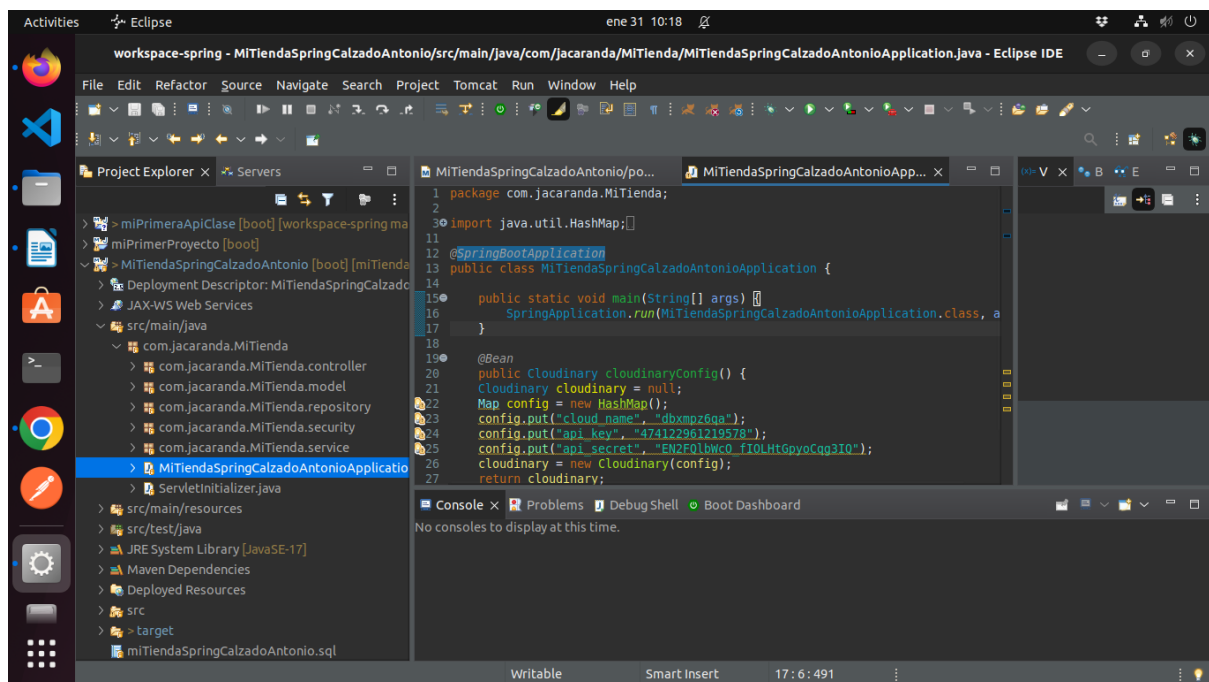 Activities Eclipse ene 31 10:18
workspace-spring - MiTiendaSpringCalzadoAntonio/src/main/java/com/jacaranda/MiTienda/MiTiendaSpringCalzadoAntonioApplication.java - Eclipse IDE
File Edit Refactor Source Navigate Search Project Tomcat Run Window Help
Project Explorer Servers
> miPrimeraApiClase [boot] [workspace-spring ma
miPrimerProyecto [boot]
> MiTiendaSpringCalzadoAntonio [boot] [miTienda
Deployment Descriptor: MiTiendaSpringCalzadc
JAX-WS Web Services
src/main/java
com.jacaranda.MiTienda
com.jacaranda.MiTienda.controller
com.jacaranda.MiTienda.model
com.jacaranda.MiTienda.repository
com.jacaranda.MiTienda.security
com.jacaranda.MiTienda.service
MiTiendaSpringCalzadoAntonioApplicatio
ServletInitializer.java
src/main/resources
src/test/java
JRE System Library [JavaSE-17]
Maven Dependencies
Deployed Resources
src
> target
miTiendaSpringCalzadoAntonio.sql
MiTiendaSpringCalzadoAntonio/po... MiTiendaSpringCalzadoAntonioApp...
1 package com.jacaranda.MiTienda;
2
3 import java.util.HashMap;
11
12 @SpringBootApplication
13 public class MiTiendaSpringCalzadoAntonioApplication {
14
15 public static void main(String[] args) {
16 SpringApplication.run(MiTiendaSpringCalzadoAntonioApplication.class, a
17 }
18
19 @Bean
20 public Cloudinary cloudinaryConfig() {
21 Cloudinary cloudinary = null;
22 Map config = new HashMap();
23 config.put("cloud_name", "dbxmpz6qa");
24 config.put("api_key", "474122961219578");
25 config.put("api_secret", "EN2FQlbWcO_fIOLHtGpyoCqg3IQ");
26 cloudinary = new Cloudinary(config);
27 return cloudinary;
(x)= V B E
Console Problems Debug Shell Boot Dashboard
No consoles to display at this time.
Writable Smart Insert 17 : 6 : 491